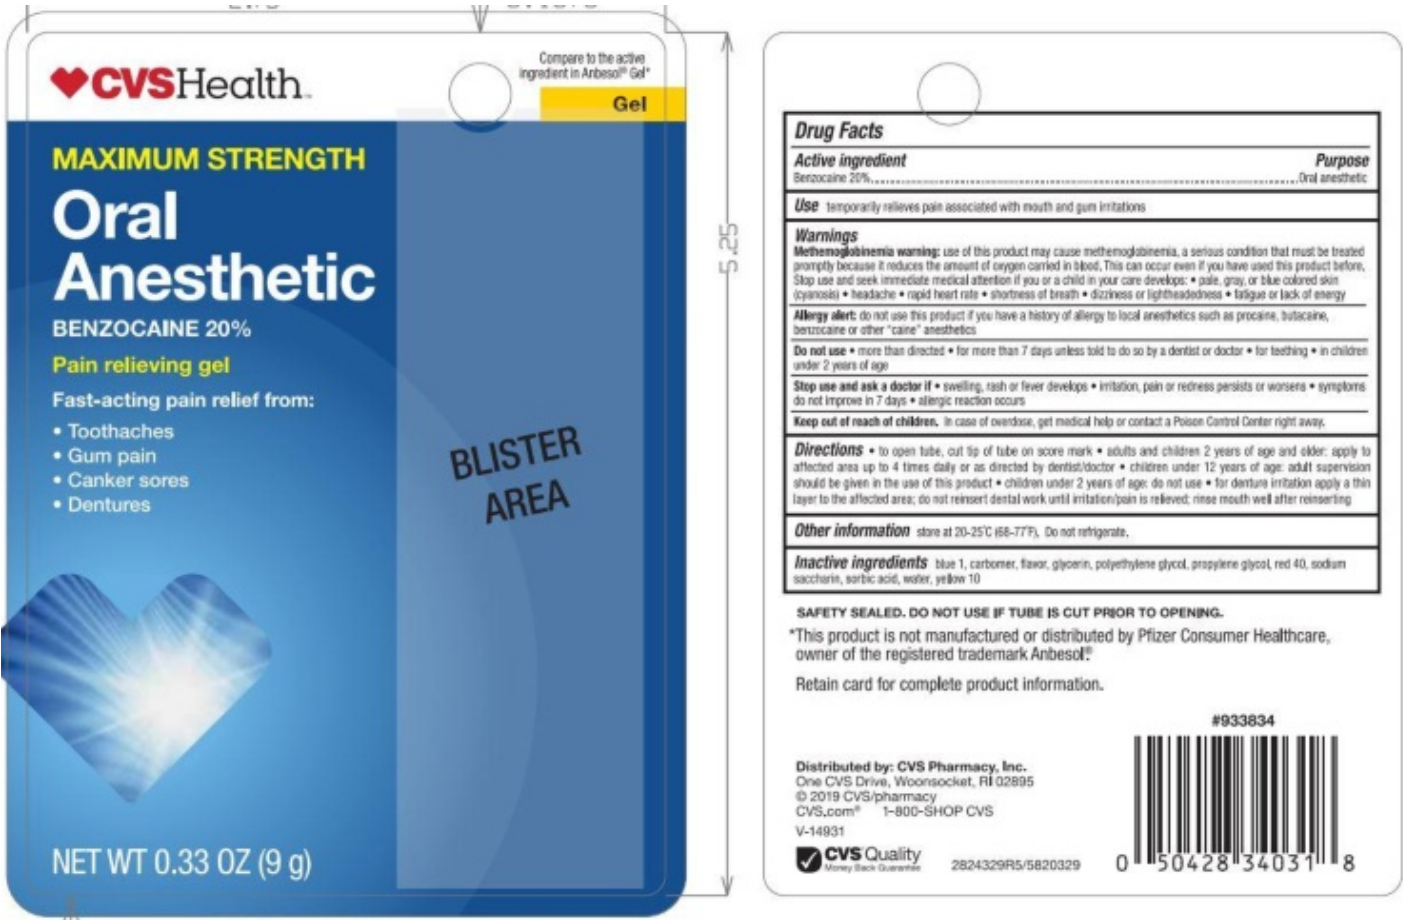 CVSHealth™
Compare to the active
ingredient in Anbesol® Gel*
Gel
MAXIMUM STRENGTH
Oral
Anesthetic
BENZOCAINE 20%
Pain relieving gel
Fast-acting pain relief from:
• Toothaches
• Gum pain
• Canker sores
• Dentures
BLISTER
AREA
NET WT 0.33 OZ (9 g)
5.25
Drug Facts
Active ingredient Purpose
Benzocaine 20%......Oral anesthetic
Use temporarily relieves pain associated with mouth and gum irritations
Warnings
Methemoglobinemia warning: use of this product may cause methemoglobinemia, a serious condition that must be treated
promptly because it reduces the amount of oxygen carried in blood. This can occur even if you have used this product before.
Stop use and seek immediate medical attention if you or a child in your care develops: • pale, gray, or blue colored skin
(cyanosis) • headache • rapid heart rate • shortness of breath • dizziness or lightheadedness • fatigue or lack of energy
Allergy alert: do not use this product if you have a history of allergy to local anesthetics such as procaine, butacaine,
benzocaine or other "caine" anesthetics
Do not use • more than directed • for more than 7 days unless told to do so by a dentist or doctor • for teething • in children
under 2 years of age
Stop use and ask a doctor if • swelling, rash or fever develops • irritation, pain or redness persists or worsens • symptoms
do not improve in 7 days • allergic reaction occurs
Keep out of reach of children. In case of overdose, get medical help or contact a Poison Control Center right away.
Directions • to open tube, cut tip of tube on score mark • adults and children 2 years of age and older: apply to
affected area up to 4 times daily or as directed by dentist/doctor • children under 12 years of age: adult supervision
should be given in the use of this product • children under 2 years of age: do not use • for denture irritation apply a thin
layer to the affected area; do not reinsert dental work until irritation/pain is relieved; rinse mouth well after reinserting
Other information store at 20-25°C (68-77°F). Do not refrigerate.
Inactive ingredients blue 1, carbomer, flavor, glycerin, polyethylene glycol, propylene glycol, red 40, sodium
saccharin, sorbic acid, water, yellow 10
SAFETY SEALED. DO NOT USE IF TUBE IS CUT PRIOR TO OPENING.
*This product is not manufactured or distributed by Pfizer Consumer Healthcare,
owner of the registered trademark Anbesol®.
Retain card for complete product information.
#933834
Distributed by: CVS Pharmacy, Inc.
One CVS Drive, Woonsocket, RI 02895
© 2019 CVS/pharmacy
CVS.com® 1-800-SHOP CVS
V-14931
CVS Quality
Money Back Guarantee
2824329R5/5820329
0 50428 34031 8